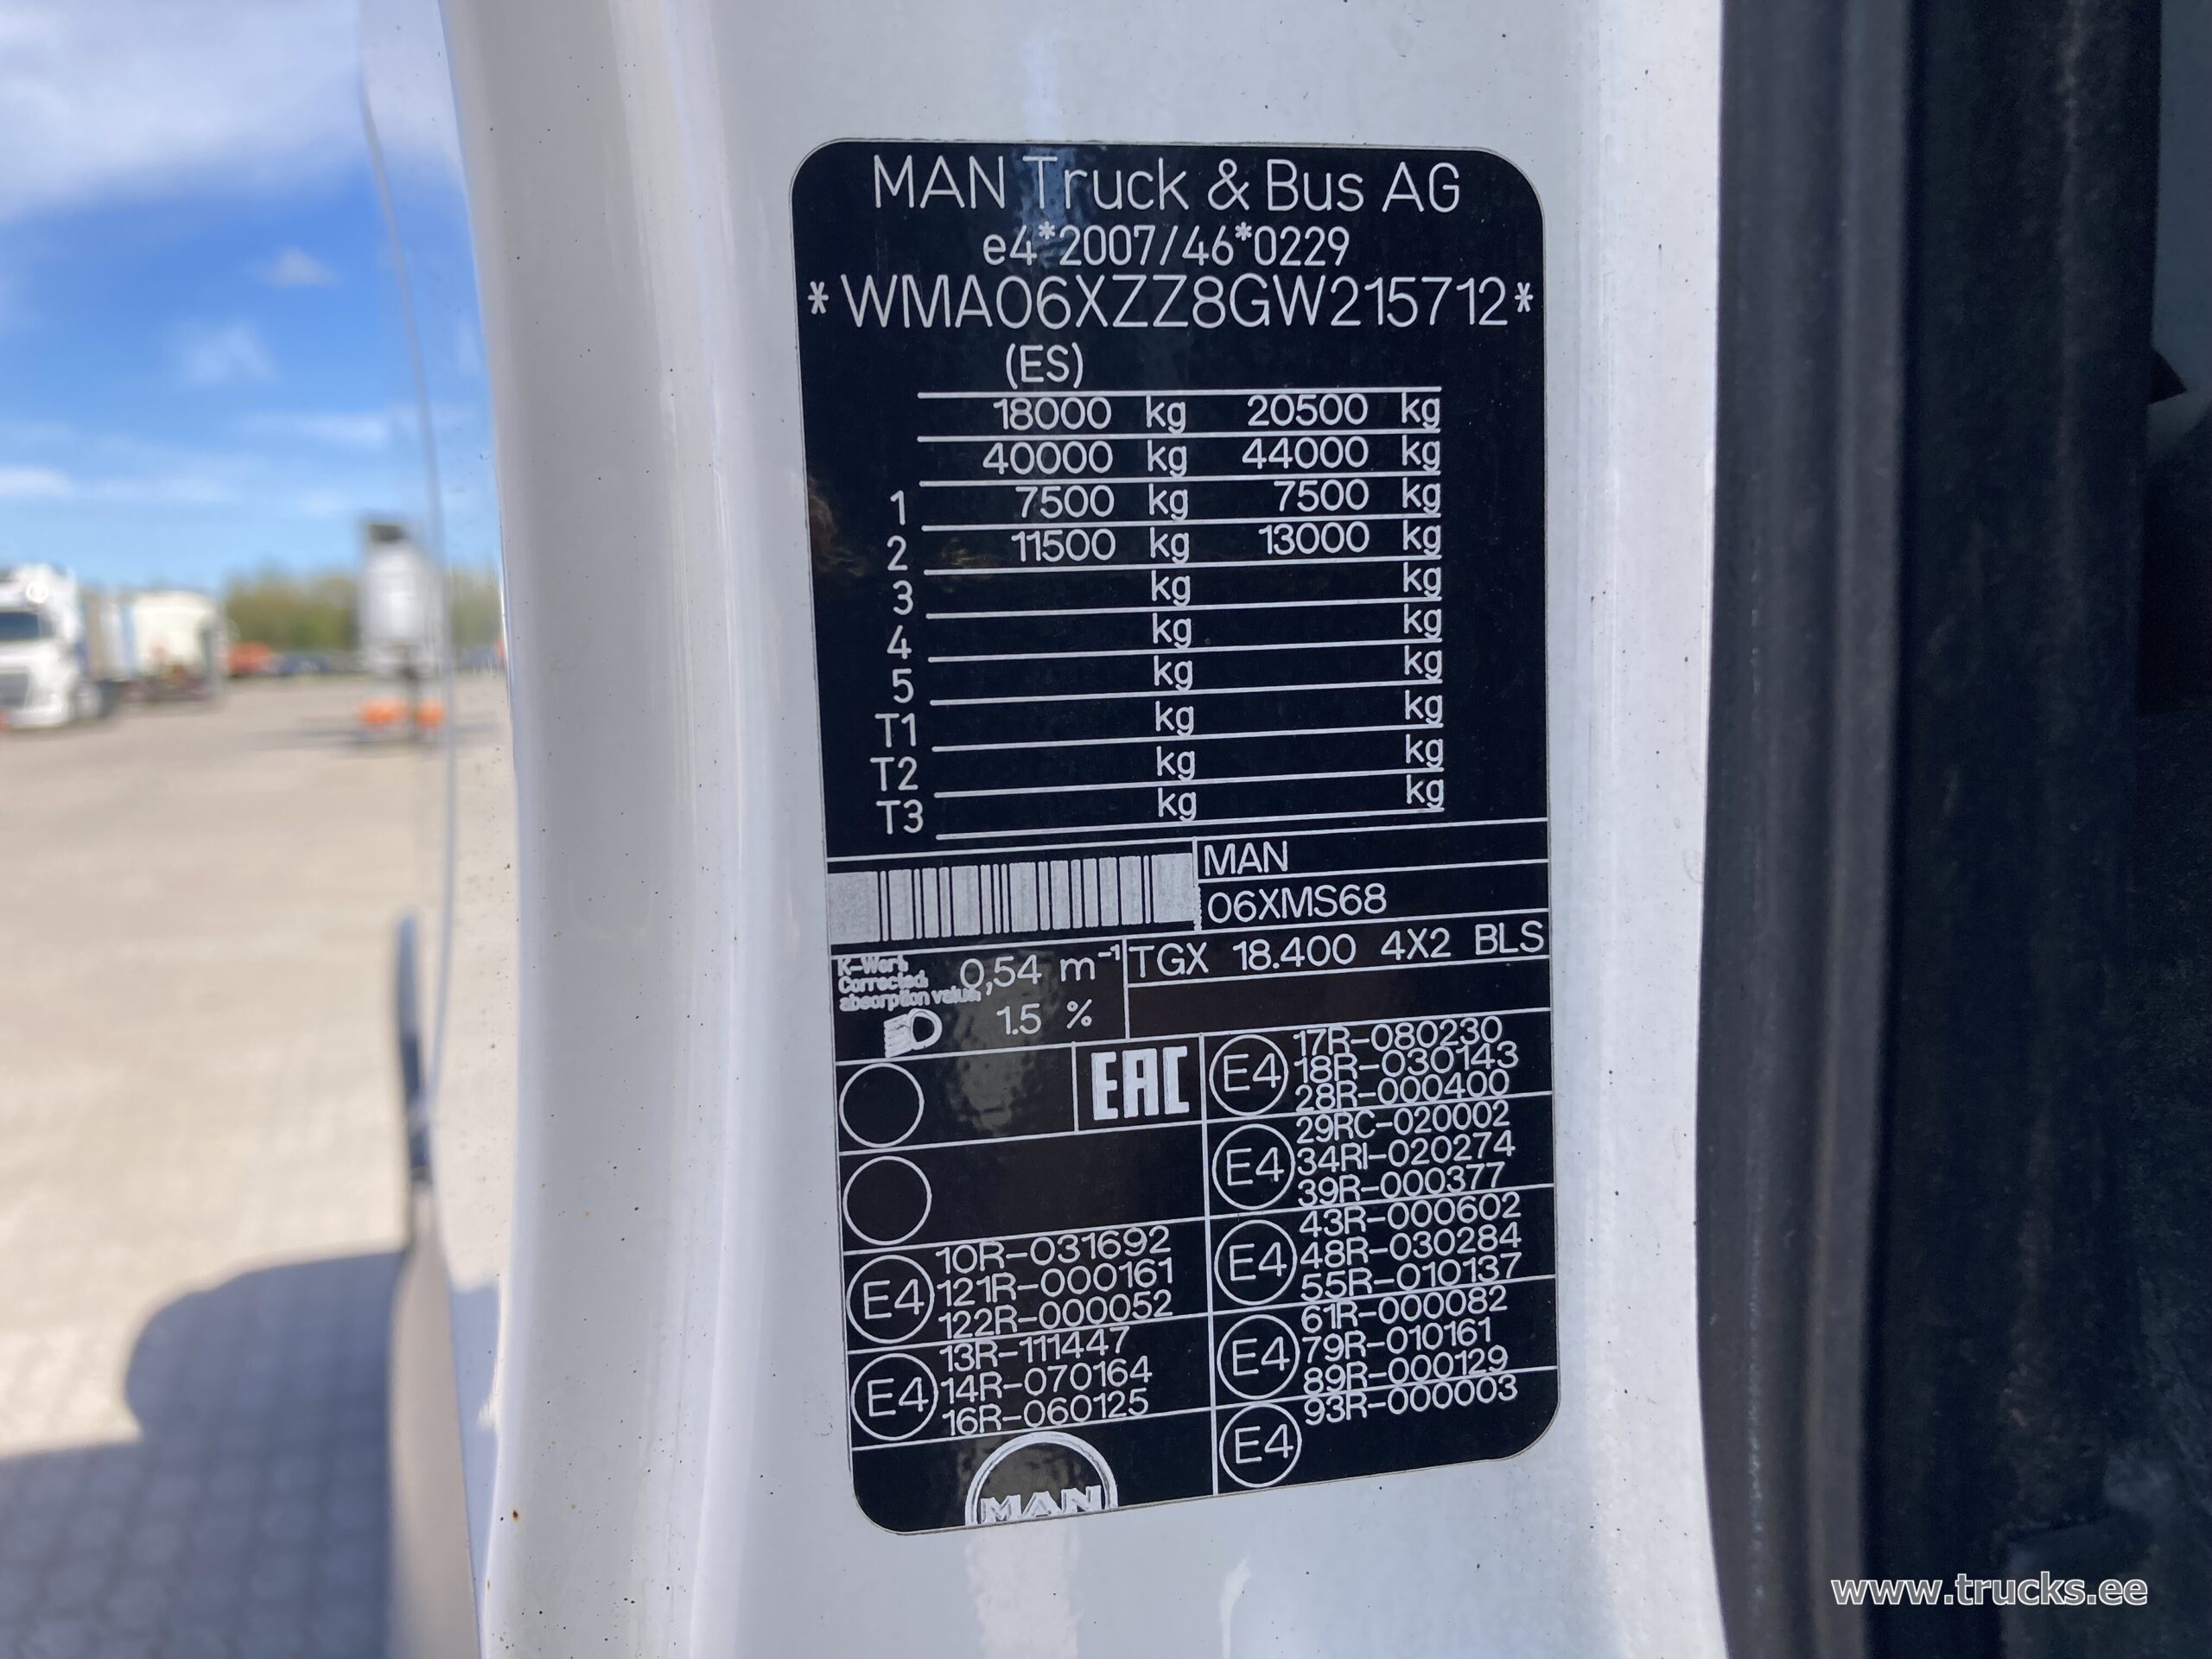 MAN Truck & Bus AG
e4*2007/46*0229
*WMA06XZZ8GW215712*
(ES)
18000 kg 20500 kg
40000 kg 44000 kg
1 7500 kg 7500 kg
2 11500 kg 13000 kg
3 kg kg
4 kg kg
5 kg kg
T1 kg kg
T2 kg kg
T3 kg kg
MAN
06XMS68
K-Wert
Corrected
absorption value
0,54 m⁻¹
TGX 18.400 4X2 BLS
1.5 %
EAC
E4
10R-031692
121R-000161
122R-000052
E4
13R-111447
14R-070164
16R-060125
E4
17R-080230
18R-030143
28R-000400
E4
29RC-020002
34RI-020274
39R-000377
E4
43R-000602
48R-030284
55R-010137
E4
61R-000082
79R-010161
89R-000129
E4
93R-000003
MAN
www.trucks.ee